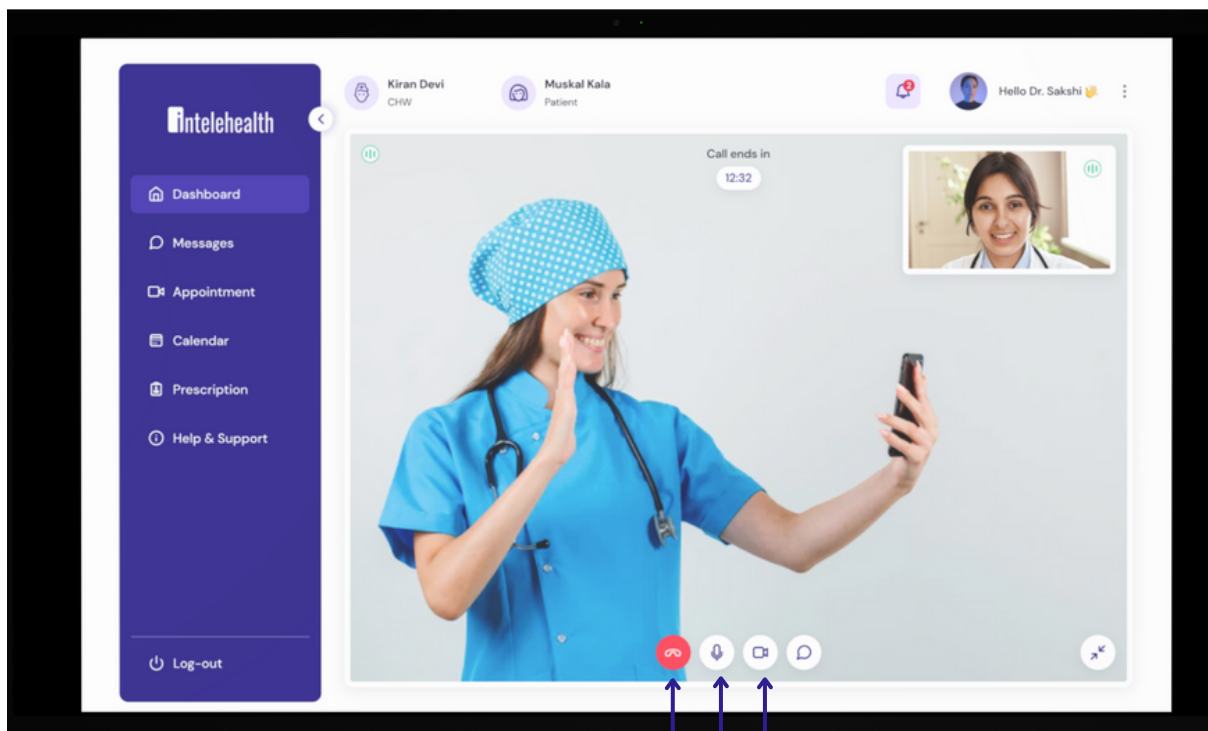 intelehealth
Dashboard
Messages
Appointment
Calendar
Prescription
Help & Support
Log-out
Kiran Devi
CHW
Muskal Kala
Patient
2
Hello Dr. Sakshi 👋
Call ends in
12:32